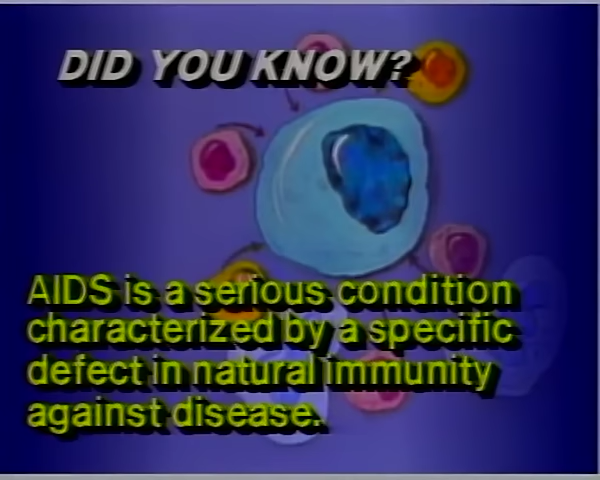 DID YOU KNOW?
AIDS is a serious condition
characterized by a specific
defect in natural immunity
against disease.